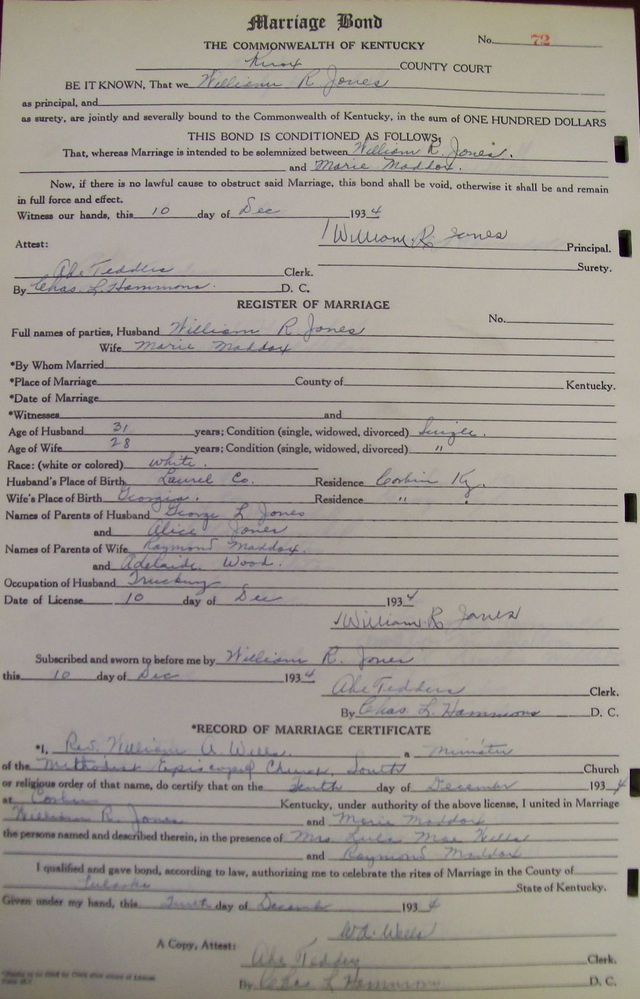 Marriage Bond
THE COMMONWEALTH OF KENTUCKY
No. 72
Knox COUNTY COURT
BE IT KNOWN, That we William R Jones
as principal, and
as surety, are jointly and severally bound to the Commonwealth of Kentucky, in the sum of ONE HUNDRED DOLLARS
THIS BOND IS CONDITIONED AS FOLLOWS:
That, whereas Marriage is intended to be solemnized between William R. Jones.
and Marie Maddox.
Now, if there is no lawful cause to obstruct said Marriage, this bond shall be void, otherwise it shall be and remain
in full force and effect.
Witness our hands, this 10 day of Dec 1934
William R Jones Principal.
Attest:
Surety.
Abe Tedders Clerk.
By Chas. L. Hammons. D. C.
REGISTER OF MARRIAGE
No.
Full names of parties, Husband William R. Jones
Wife Marie Maddox
*By Whom Married
*Place of Marriage County of Kentucky.
*Date of Marriage
*Witnesses and
Age of Husband 31 years; Condition (single, widowed, divorced) Single.
Age of Wife 28 years; Condition (single, widowed, divorced) "
Race: (white or colored) white.
Husband's Place of Birth Laurel Co. Residence Corbin Ky.
Wife's Place of Birth Georgia. Residence " "
Names of Parents of Husband George L Jones
and Alice Jones
Names of Parents of Wife Raymond Maddox.
and Adelaide Wood.
Occupation of Husband Trucking
Date of License 10 day of Dec 1934
William R Jones
Subscribed and sworn to before me by William R. Jones
this 10 day of Dec 1934
Abe Tedders Clerk.
By Chas. L. Hammons D. C.
*RECORD OF MARRIAGE CERTIFICATE
*I, Rev. William A. Wells. a Minister
of the Methodist Episcopal Church, South Church
or religious order of that name, do certify that on the tenth day of December 1934
at Corbin Kentucky, under authority of the above license, I united in Marriage
William R. Jones and Marie Maddox
the persons named and described therein, in the presence of Mrs Lula Mae Wells
and Raymond Maddox
I qualified and gave bond, according to law, authorizing me to celebrate the rites of Marriage in the County of
Pulaski State of Kentucky.
Given under my hand, this Tenth day of December 1934
W.A. Wells
A Copy, Attest:
Abe Tedders Clerk.
By Chas L Hammons D. C.